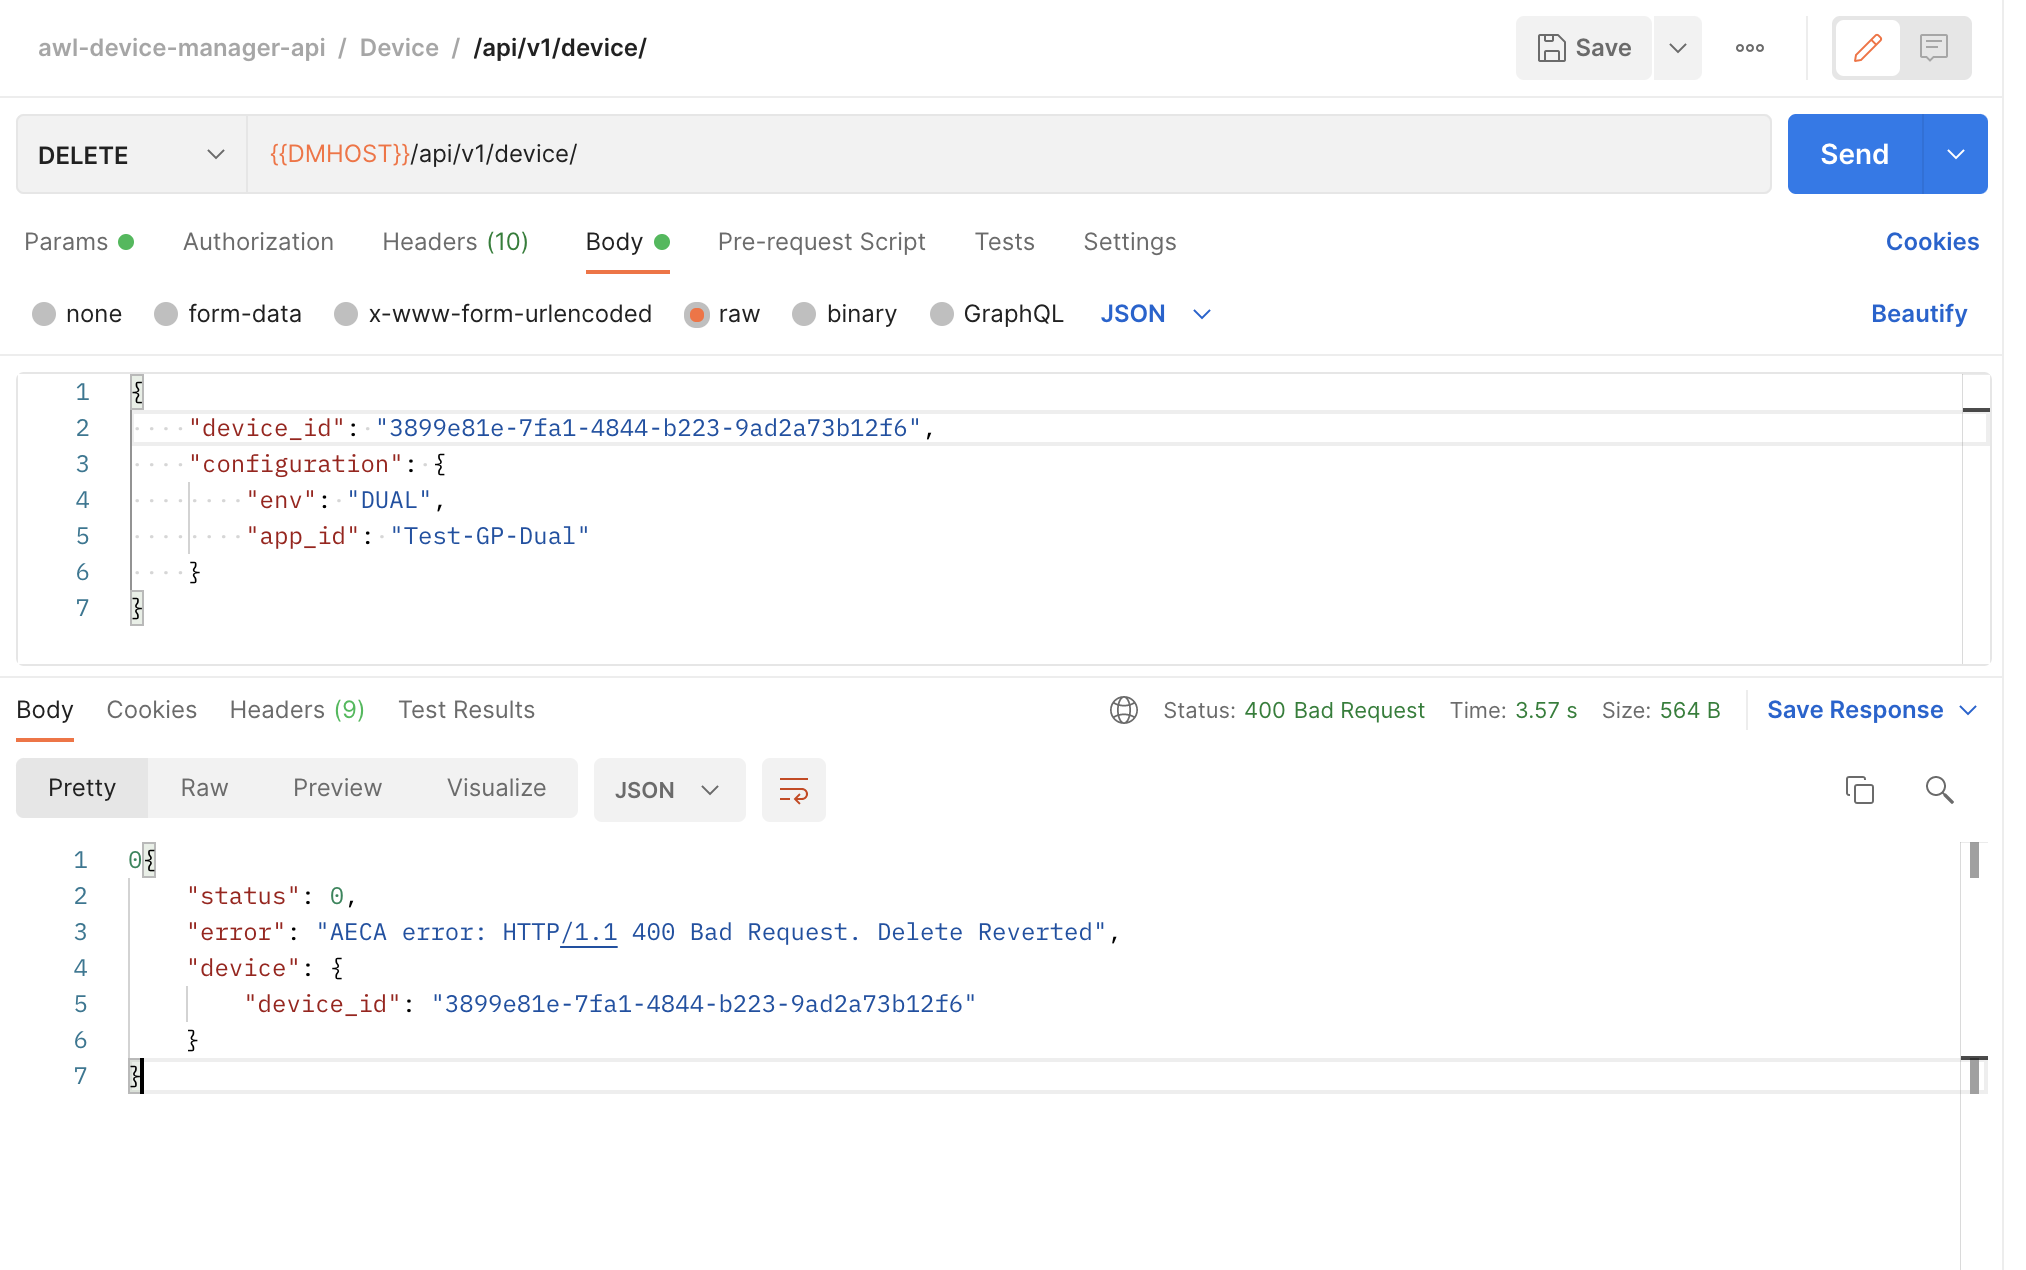 awl-device-manager-api / Device / /api/v1/device/
Save
DELETE
{{DMHOST}}/api/v1/device/
Send
Params Authorization Headers (10) Body Pre-request Script Tests Settings Cookies
none form-data x-www-form-urlencoded raw binary GraphQL JSON Beautify
1 {
2 "device_id": "3899e81e-7fa1-4844-b223-9ad2a73b12f6",
3 "configuration": {
4 "env": "DUAL",
5 "app_id": "Test-GP-Dual"
6 }
7 }
Body Cookies Headers (9) Test Results Status: 400 Bad Request Time: 3.57 s Size: 564 B Save Response
Pretty Raw Preview Visualize JSON
1 0{
2 "status": 0,
3 "error": "AECA error: HTTP/1.1 400 Bad Request. Delete Reverted",
4 "device": {
5 "device_id": "3899e81e-7fa1-4844-b223-9ad2a73b12f6"
6 }
7 }